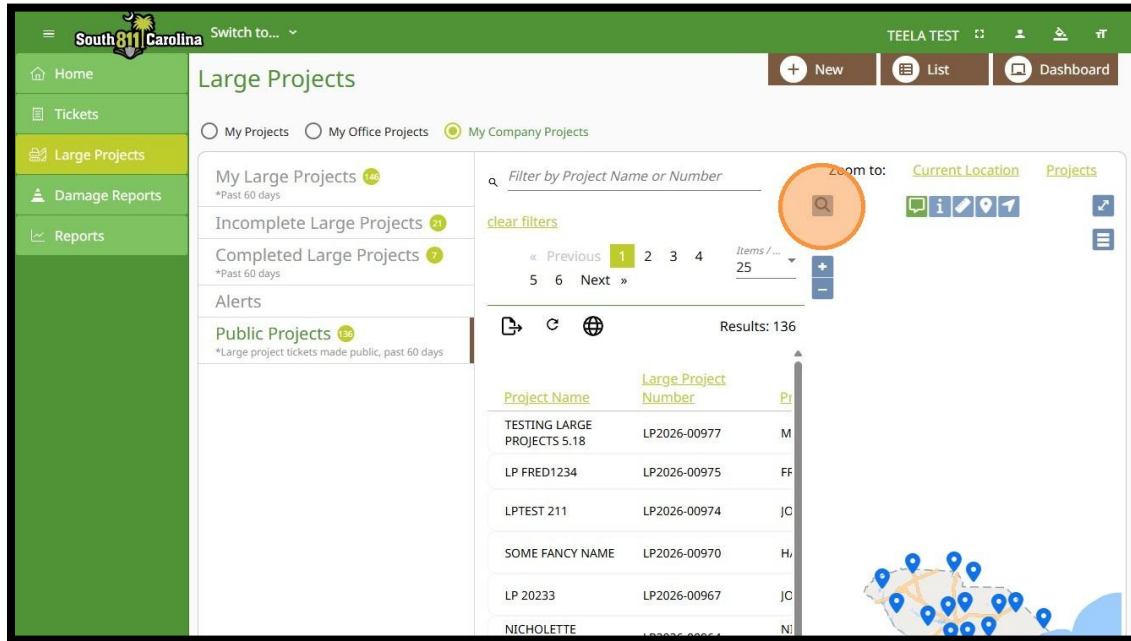 South 811 Carolina
Switch to...
TEELA TEST
Home
Tickets
Large Projects
Damage Reports
Reports
Large Projects
New
List
Dashboard
My Projects
My Office Projects
My Company Projects
My Large Projects 146
*Past 60 days
Incomplete Large Projects 21
Completed Large Projects 7
*Past 60 days
Alerts
Public Projects 136
*Large project tickets made public, past 60 days
Filter by Project Name or Number
clear filters
« Previous 1 2 3 4
5 6 Next »
Items / ...
25
Results: 136
Project Name
Large Project
Number
TESTING LARGE
PROJECTS 5.18
LP2026-00977
M
LP FRED1234
LP2026-00975
LPTEST 211
LP2026-00974
JO
SOME FANCY NAME
LP2026-00970
LP 20233
LP2026-00967
JO
NICHOLETTE
Zoom to:
Current Location
Projects